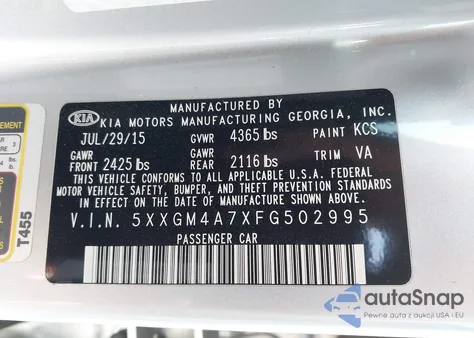 MANUFACTURED BY
KIA KIA MOTORS MANUFACTURING GEORGIA, INC.
JUL/29/15 GVWR 4365 lbs PAINT KCS
GAWR FRONT 2425 lbs GAWR REAR 2116 lbs TRIM VA
THIS VEHICLE CONFORMS TO ALL APPLICABLE U.S.A. FEDERAL
MOTOR VEHICLE SAFETY, BUMPER, AND THEFT PREVENTION STANDARDS
IN EFFECT ON THE DATE OF MANUFACTURE SHOWN ABOVE.
V.I.N. 5XXGM4A7XFG502995
PASSENGER CAR
T455
autoSnap
Pewne auta z aukcji USA i EU